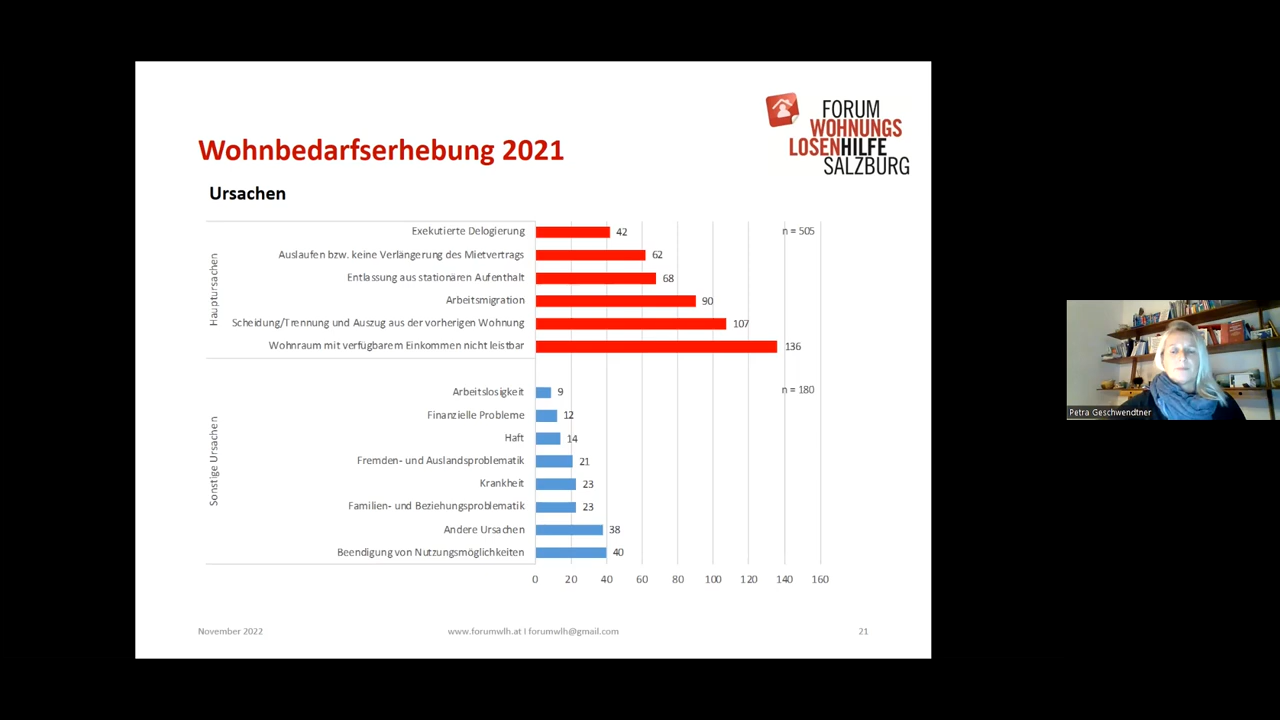 FORUM
WOHNUNGS
LOSENHILFE
SALZBURG
Wohnbedarfserhebung 2021
Ursachen
Hauptursachen
Exekutierte Delogierung 42
n = 505
Auslaufen bzw. keine Verlängerung des Mietvertrags 62
Entlassung aus stationären Aufenthalt 68
Arbeitsmigration 90
Scheidung/Trennung und Auszug aus der vorherigen Wohnung 107
Wohnraum mit verfügbarem Einkommen nicht leistbar 136
Sonstige Ursachen
Arbeitslosigkeit 9
n = 180
Finanzielle Probleme 12
Haft 14
Fremden- und Auslandsproblematik 21
Krankheit 23
Familien- und Beziehungsproblematik 23
Andere Ursachen 38
Beendigung von Nutzungsmöglichkeiten 40
0 20 40 60 80 100 120 140 160
November 2022
www.forumwlh.at I forumwlh@gmail.com
21
Petra Geschwendtner